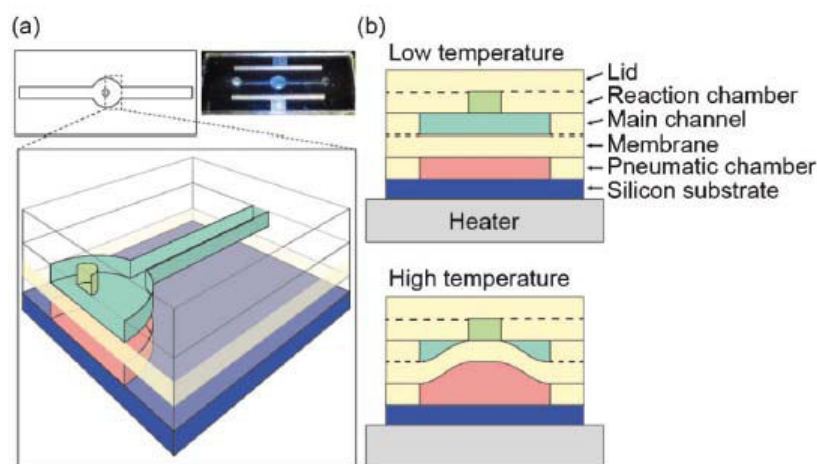 (a)
(b)
Low temperature
Lid
Reaction chamber
Main channel
Membrane
Pneumatic chamber
Silicon substrate
Heater
High temperature